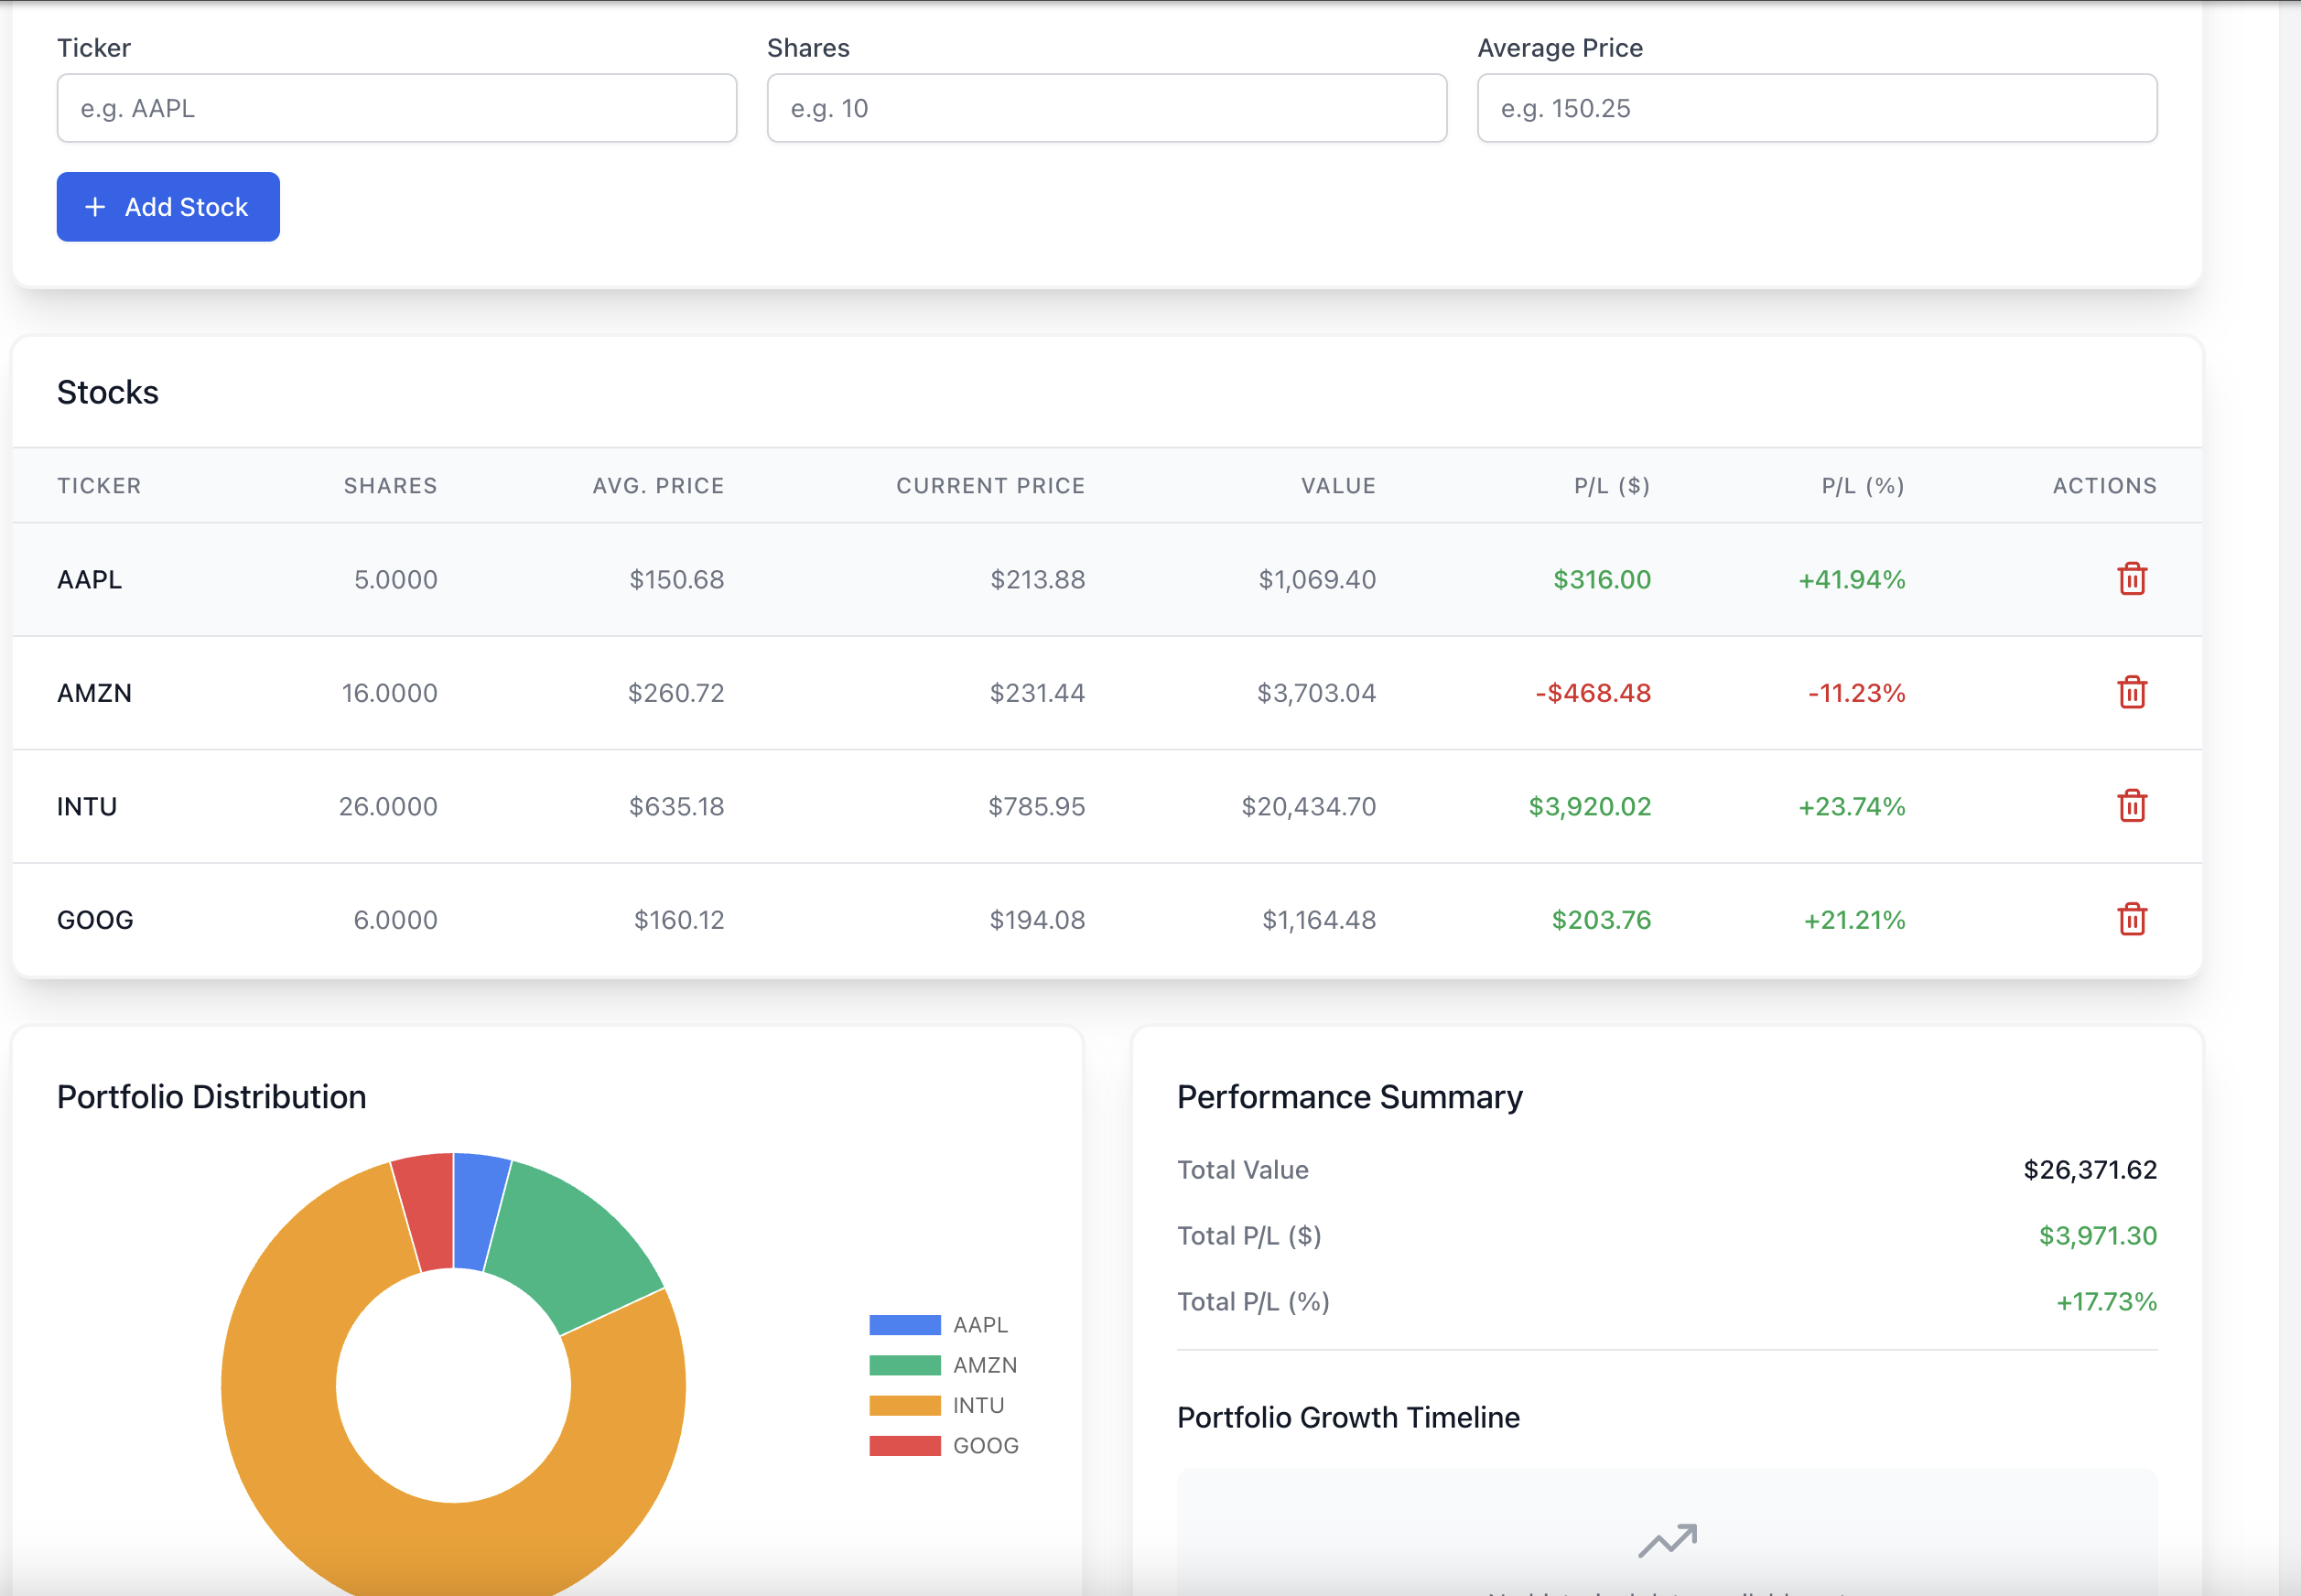 Ticker Shares Average Price
e.g. AAPL e.g. 10 e.g. 150.25
+ Add Stock
Stocks
TICKER SHARES AVG. PRICE CURRENT PRICE VALUE P/L ($) P/L (%) ACTIONS
AAPL 5.0000 $150.68 $213.88 $1,069.40 $316.00 +41.94%
AMZN 16.0000 $260.72 $231.44 $3,703.04 -$468.48 -11.23%
INTU 26.0000 $635.18 $785.95 $20,434.70 $3,920.02 +23.74%
GOOG 6.0000 $160.12 $194.08 $1,164.48 $203.76 +21.21%
Portfolio Distribution
AAPL
AMZN
INTU
GOOG
Performance Summary
Total Value $26,371.62
Total P/L ($) $3,971.30
Total P/L (%) +17.73%
Portfolio Growth Timeline